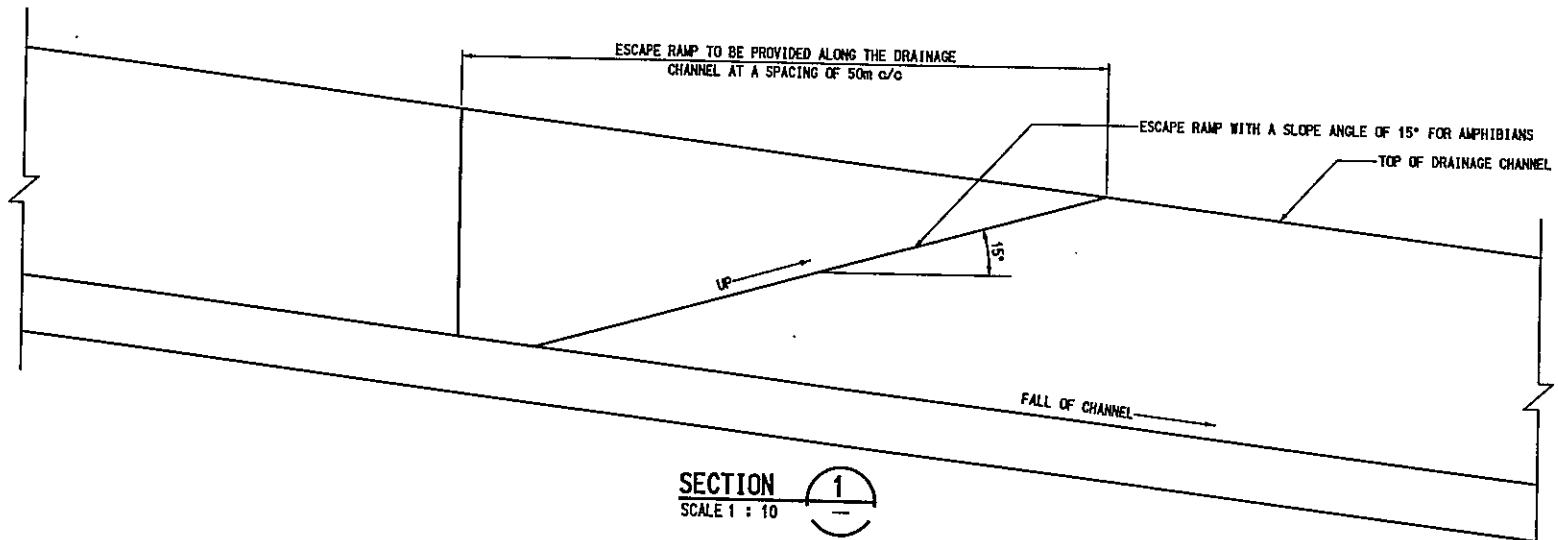 ESCAPE RAMP TO BE PROVIDED ALONG THE DRAINAGE
CHANNEL AT A SPACING OF 50m c/c
ESCAPE RAMP WITH A SLOPE ANGLE OF 15° FOR AMPHIBIANS
TOP OF DRAINAGE CHANNEL
15°
UP
FALL OF CHANNEL
SECTION 1
SCALE 1 : 10 —